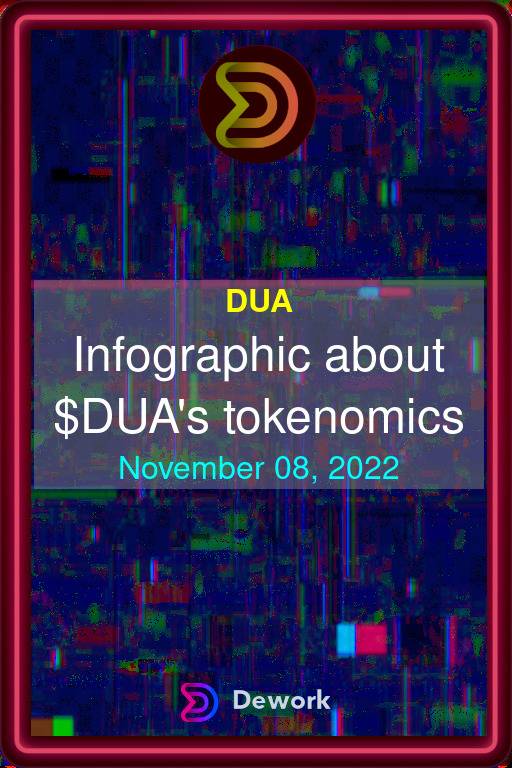 DUA
Infographic about
$DUA's tokenomics
November 08, 2022
Dework